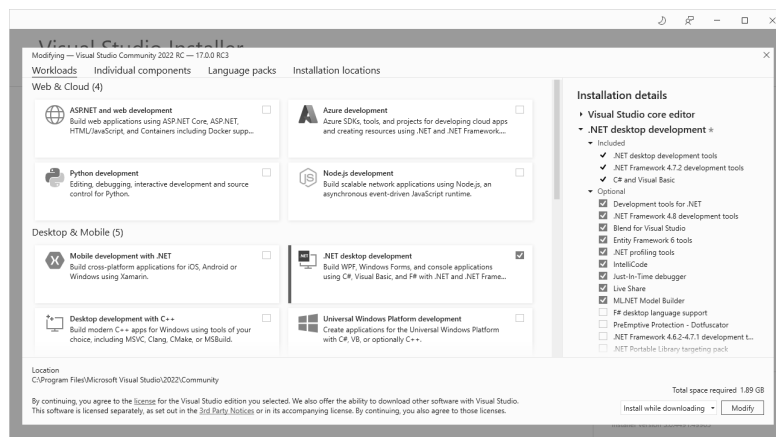 Visual Studio Installer
Modifying — Visual Studio Community 2022 RC — 17.0.0 RC3
Workloads Individual components Language packs Installation locations
Web & Cloud (4)
ASP.NET and web development
Build web applications using ASP.NET Core, ASP.NET,
HTML/JavaScript, and Containers including Docker supp...
Azure development
Azure SDKs, tools, and projects for developing cloud apps
and creating resources using .NET and .NET Framework....
Python development
Editing, debugging, interactive development and source
control for Python.
JS
Node.js development
Build scalable network applications using Node.js, an
asynchronous event-driven JavaScript runtime.
Desktop & Mobile (5)
Mobile development with .NET
Build cross-platform applications for iOS, Android or
Windows using Xamarin.
.NET
.NET desktop development
Build WPF, Windows Forms, and console applications
using C#, Visual Basic, and F# with .NET and .NET Frame...
Desktop development with C++
Build modern C++ apps for Windows using tools of your
choice, including MSVC, Clang, CMake, or MSBuild.
Universal Windows Platform development
Create applications for the Universal Windows Platform
with C#, VB, or optionally C++.
Installation details
Visual Studio core editor
.NET desktop development *
Included
.NET desktop development tools
.NET Framework 4.7.2 development tools
C# and Visual Basic
Optional
Development tools for .NET
.NET Framework 4.8 development tools
Blend for Visual Studio
Entity Framework 6 tools
.NET profiling tools
IntelliCode
Just-In-Time debugger
Live Share
ML.NET Model Builder
F# desktop language support
PreEmptive Protection - Dotfuscator
.NET Framework 4.6.2-4.7.1 development t...
.NET Portable Library targeting pack
Location
C:\Program Files\Microsoft Visual Studio\2022\Community
By continuing, you agree to the license for the Visual Studio edition you selected. We also offer the ability to download other software with Visual Studio.
This software is licensed separately, as set out in the 3rd Party Notices or in its accompanying license. By continuing, you also agree to those licenses.
Total space required 1.89 GB
Install while downloading Modify